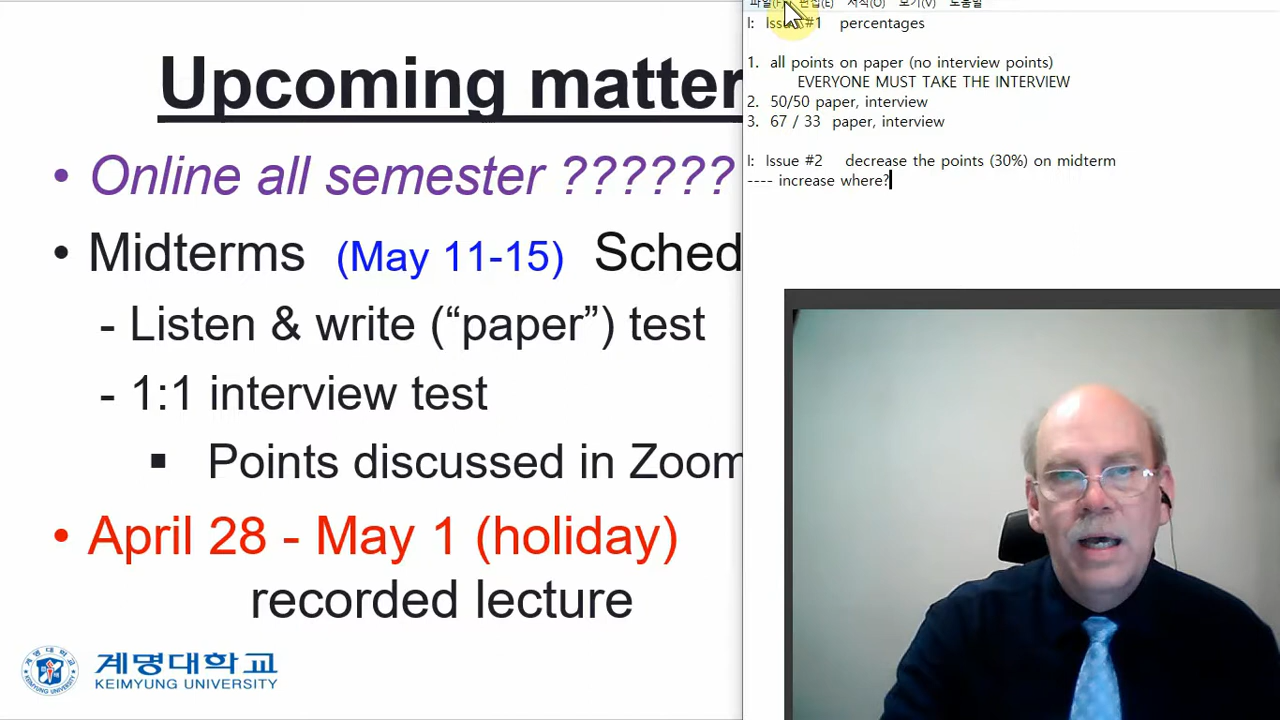 Upcoming matter
• Online all semester ??????
• Midterms (May 11-15) Sched
- Listen & write (“paper”) test
- 1:1 interview test
▪ Points discussed in Zoom
• April 28 - May 1 (holiday)
recorded lecture
계명대학교
KEIMYUNG UNIVERSITY
파일(F) 편집(E) 서식(O) 보기(V) 도움말
I: Issue #1 percentages
1. all points on paper (no interview points)
EVERYONE MUST TAKE THE INTERVIEW
2. 50/50 paper, interview
3. 67 / 33 paper, interview
I: Issue #2 decrease the points (30%) on midterm
---- increase where?